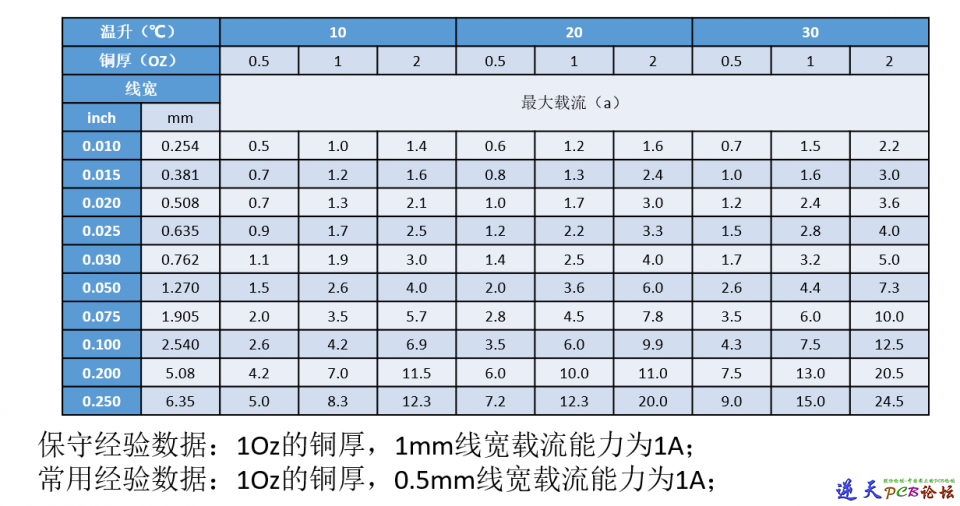 温升（℃） 10 20 30
铜厚（OZ） 0.5 1 2 0.5 1 2 0.5 1 2
线宽
最大载流（a）
inch mm
0.010 0.254 0.5 1.0 1.4 0.6 1.2 1.6 0.7 1.5 2.2
0.015 0.381 0.7 1.2 1.6 0.8 1.3 2.4 1.0 1.6 3.0
0.020 0.508 0.7 1.3 2.1 1.0 1.7 3.0 1.2 2.4 3.6
0.025 0.635 0.9 1.7 2.5 1.2 2.2 3.3 1.5 2.8 4.0
0.030 0.762 1.1 1.9 3.0 1.4 2.5 4.0 1.7 3.2 5.0
0.050 1.270 1.5 2.6 4.0 2.0 3.6 6.0 2.6 4.4 7.3
0.075 1.905 2.0 3.5 5.7 2.8 4.5 7.8 3.5 6.0 10.0
0.100 2.540 2.6 4.2 6.9 3.5 6.0 9.9 4.3 7.5 12.5
0.200 5.08 4.2 7.0 11.5 6.0 10.0 11.0 7.5 13.0 20.5
0.250 6.35 5.0 8.3 12.3 7.2 12.3 20.0 9.0 15.0 24.5
保守经验数据：1Oz的铜厚，1mm线宽载流能力为1A；
常用经验数据：1Oz的铜厚，0.5mm线宽载流能力为1A；
逆天PCB论坛